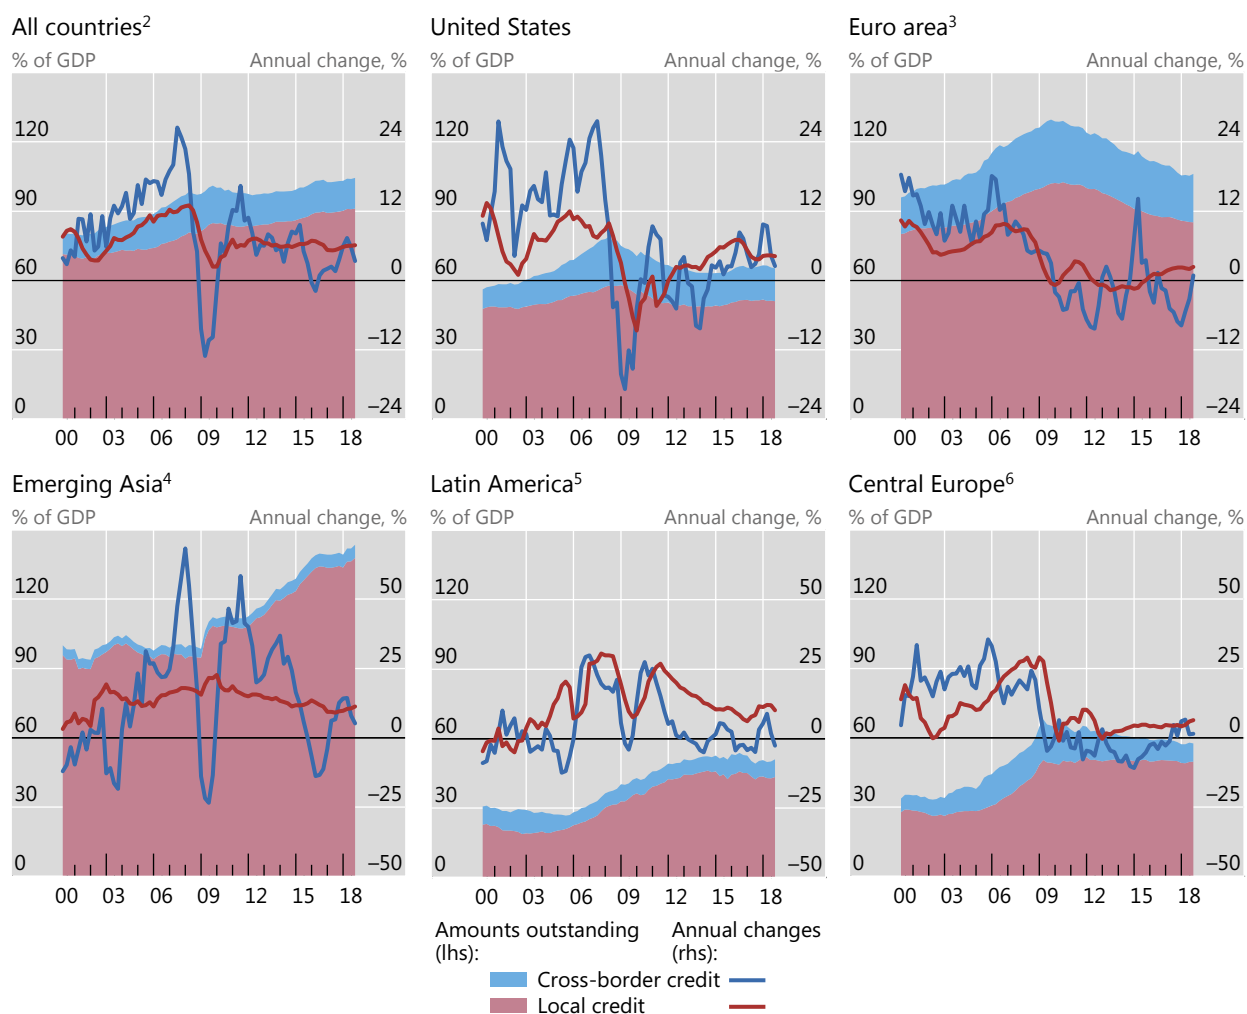 All countries²
% of GDP Annual change, %
120 24
90 12
60 0
30 –12
0 –24
00 03 06 09 12 15 18
United States
% of GDP Annual change, %
120 24
90 12
60 0
30 –12
0 –24
00 03 06 09 12 15 18
Euro area³
% of GDP Annual change, %
120 24
90 12
60 0
30 –12
0 –24
00 03 06 09 12 15 18
Emerging Asia⁴
% of GDP Annual change, %
120 50
90 25
60 0
30 –25
0 –50
00 03 06 09 12 15 18
Latin America⁵
% of GDP Annual change, %
120 50
90 25
60 0
30 –25
0 –50
00 03 06 09 12 15 18
Central Europe⁶
% of GDP Annual change, %
120 50
90 25
60 0
30 –25
0 –50
00 03 06 09 12 15 18
Amounts outstanding
(lhs):
Annual changes
(rhs):
Cross-border credit
Local credit